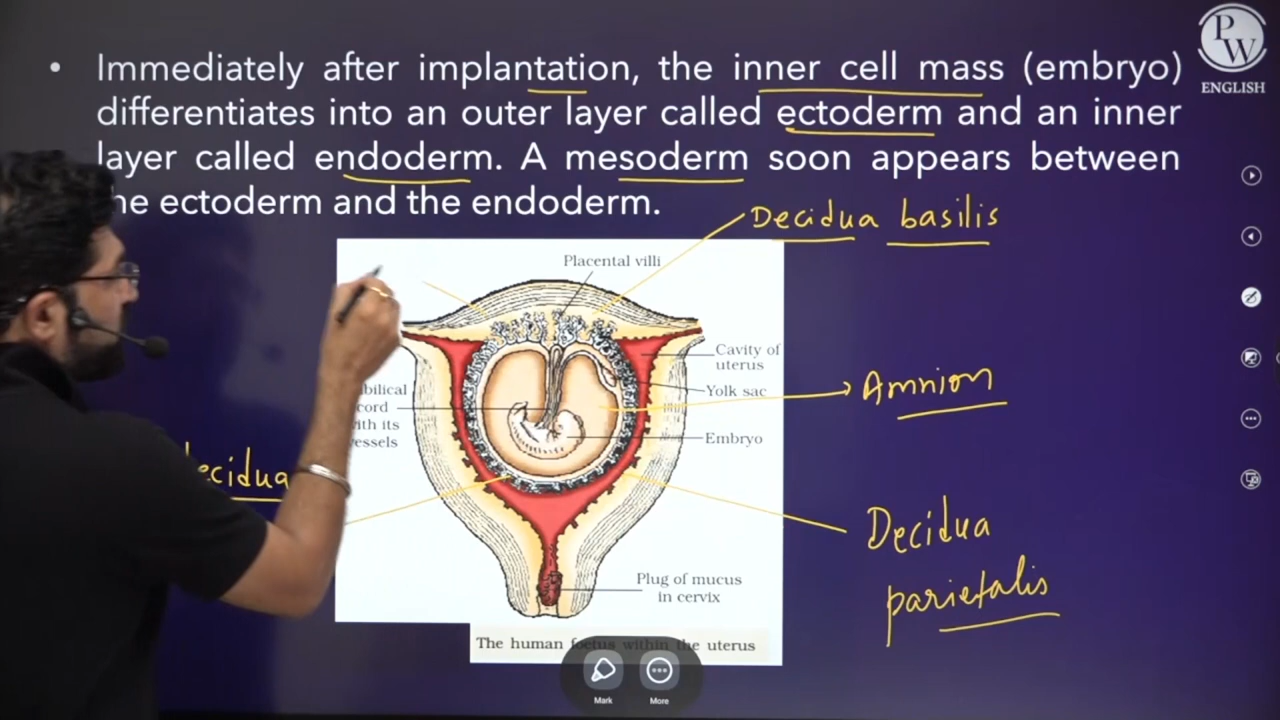 PW
ENGLISH
• Immediately after implantation, the inner cell mass (embryo)
differentiates into an outer layer called ectoderm and an inner
layer called endoderm. A mesoderm soon appears between
ectoderm and the endoderm.
Decidua basilis
Placental villi
Cavity of
uterus
Yolk sac
Amnion
cord
Embryo
Decidua
parietalis
Plug of mucus
in cervix
The human foetus within the uterus
Mark
More